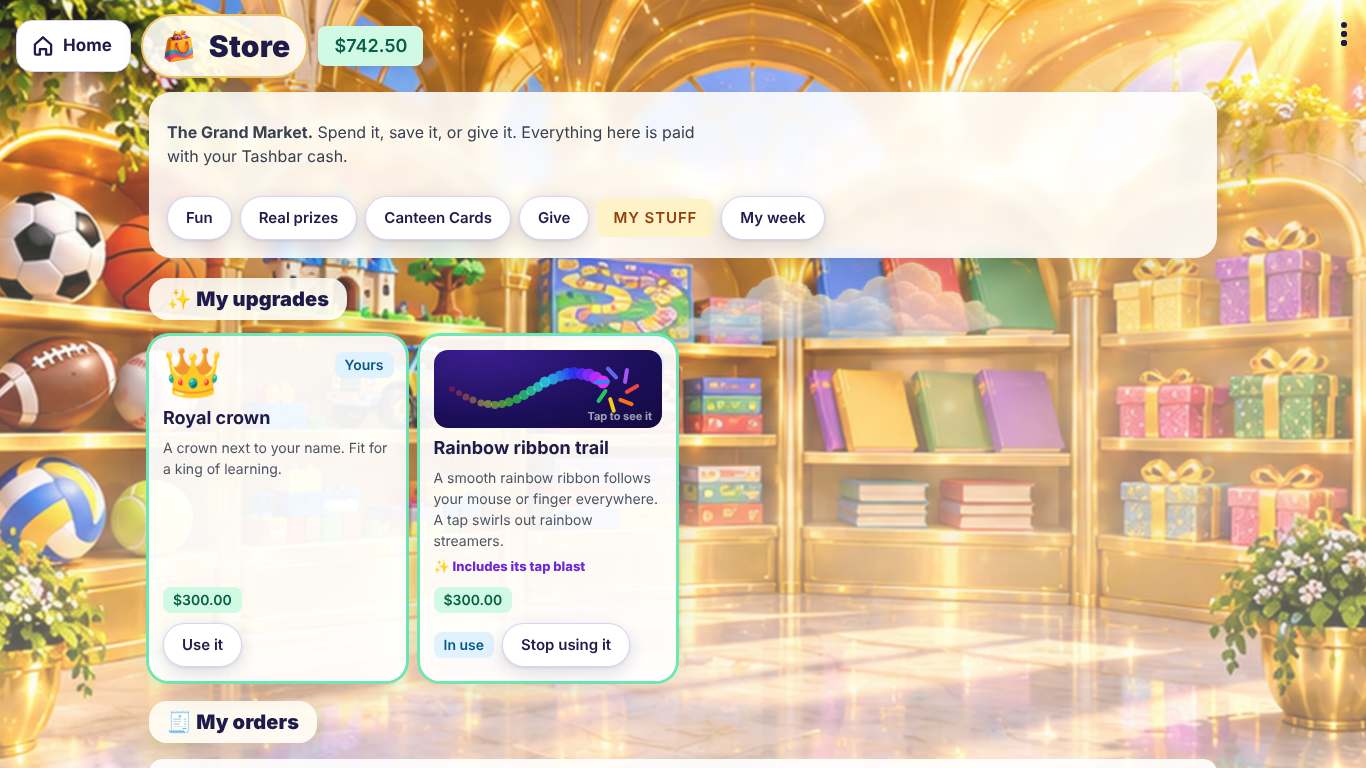 Home
Store
$742.50
The Grand Market. Spend it, save it, or give it. Everything here is paid
with your Tashbar cash.
Fun
Real prizes
Canteen Cards
Give
MY STUFF
My week
My upgrades
Yours
Royal crown
A crown next to your name. Fit for
a king of learning.
$300.00
Use it
Tap to see it
Rainbow ribbon trail
A smooth rainbow ribbon follows
your mouse or finger everywhere.
A tap swirls out rainbow
streamers.
Includes its tap blast
$300.00
In use
Stop using it
My orders